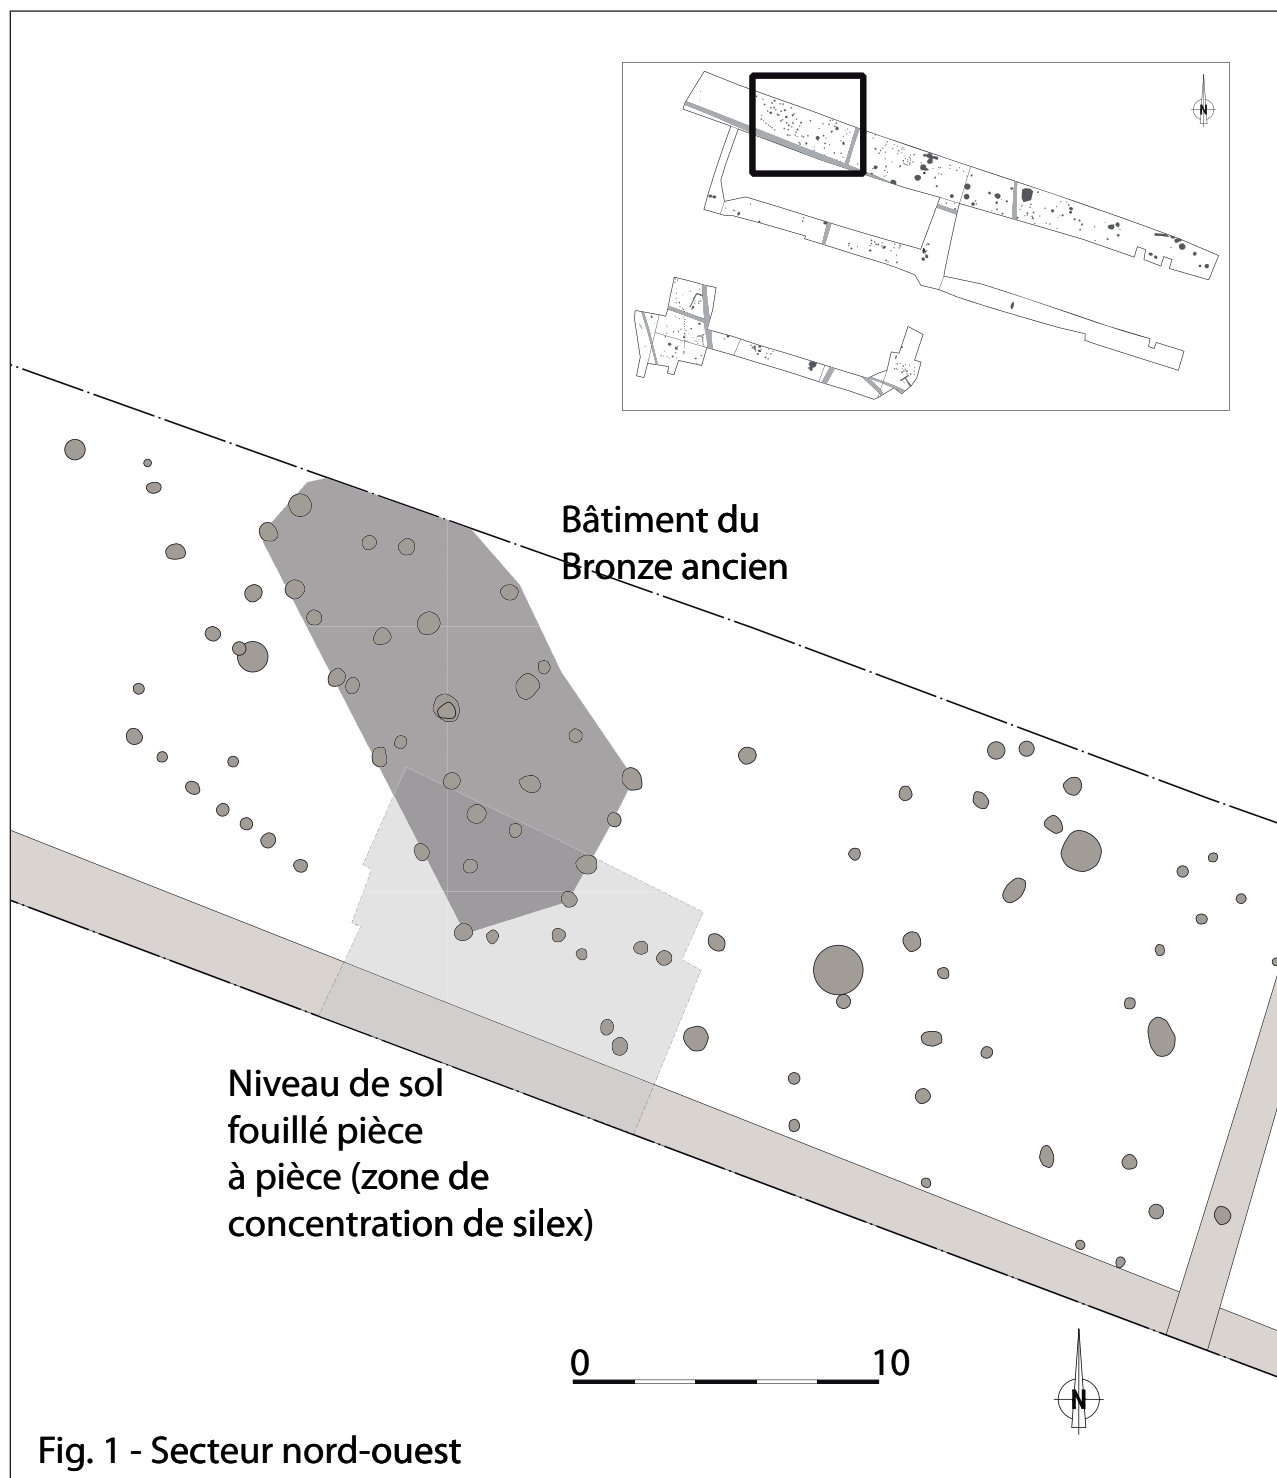 N
Bâtiment du
Bronze ancien
Niveau de sol
fouillé pièce
à pièce (zone de
concentration de silex)
0 10
N
Fig. 1 - Secteur nord-ouest